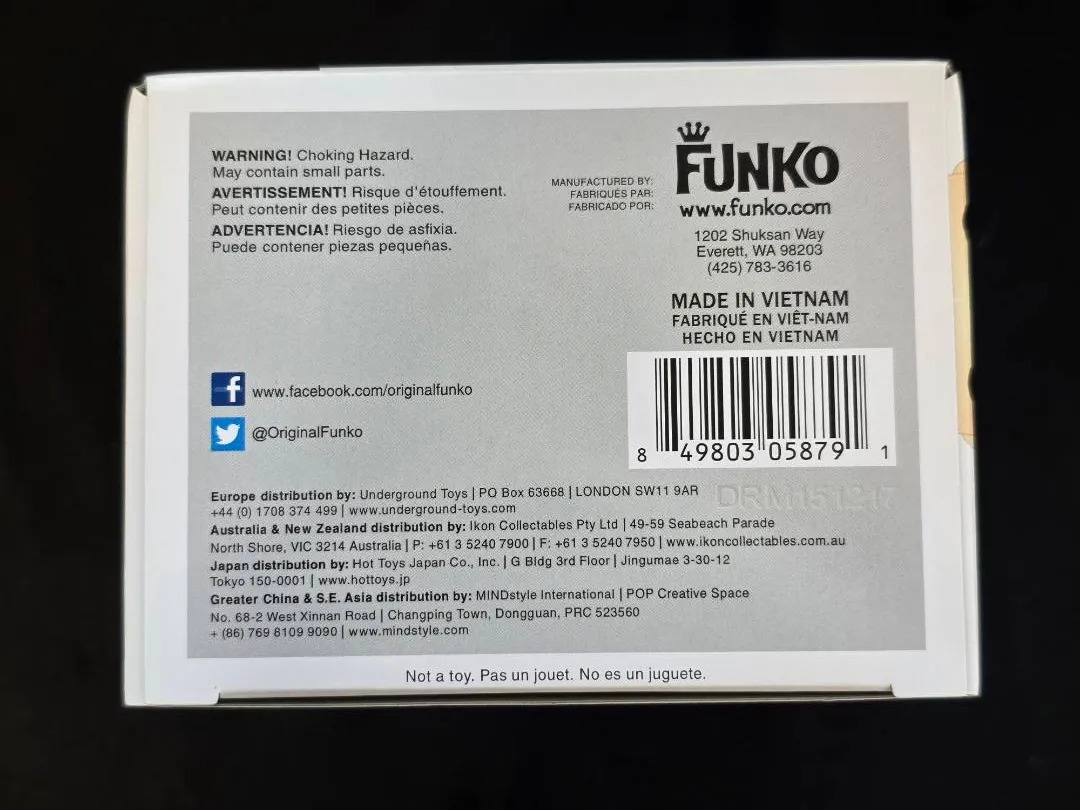 WARNING! Choking Hazard.
May contain small parts.
AVERTISSEMENT! Risque d'étouffement.
Peut contenir des petites pièces.
ADVERTENCIA! Riesgo de asfixia.
Puede contener piezas pequeñas.
MANUFACTURED BY:
FABRIQUÉS PAR:
FABRICADO POR:
FUNKO
www.funko.com
1202 Shuksan Way
Everett, WA 98203
(425) 783-3616
MADE IN VIETNAM
FABRIQUÉ EN VIÊT-NAM
HECHO EN VIETNAM
8 49803 05879 1
f www.facebook.com/originalfunko
@OriginalFunko
Europe distribution by: Underground Toys | PO Box 63668 | LONDON SW11 9AR
+44 (0) 1708 374 499 | www.underground-toys.com
Australia & New Zealand distribution by: Ikon Collectables Pty Ltd | 49-59 Seabeach Parade
North Shore, VIC 3214 Australia | P: +61 3 5240 7900 | F: +61 3 5240 7950 | www.ikoncollectables.com.au
Japan distribution by: Hot Toys Japan Co., Inc. | G Bldg 3rd Floor | Jingumae 3-30-12
Tokyo 150-0001 | www.hottoys.jp
Greater China & S.E. Asia distribution by: MINDstyle International | POP Creative Space
No. 68-2 West Xinnan Road | Changping Town, Dongguan, PRC 523560
+ (86) 769 8109 9090 | www.mindstyle.com
Not a toy. Pas un jouet. No es un juguete.